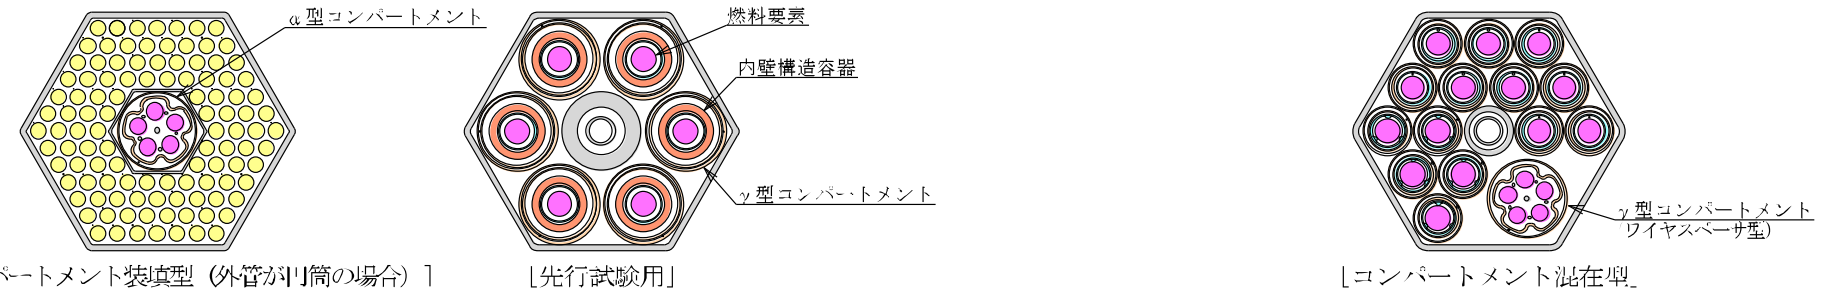 α型コンパートメント
燃料要素
内壁構造容器
γ型コンパートメント
γ型コンパートメント
(ワイヤスペーサ型)
パートメント装填型（外管が円筒の場合）］
［先行試験用］
［コンパートメント混在型